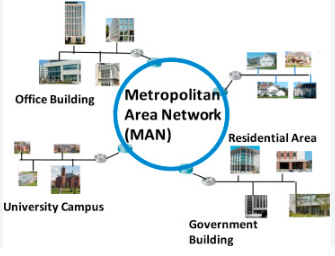 Office Building
Metropolitan
Area Network
(MAN)
Residential Area
University Campus
Government
Building